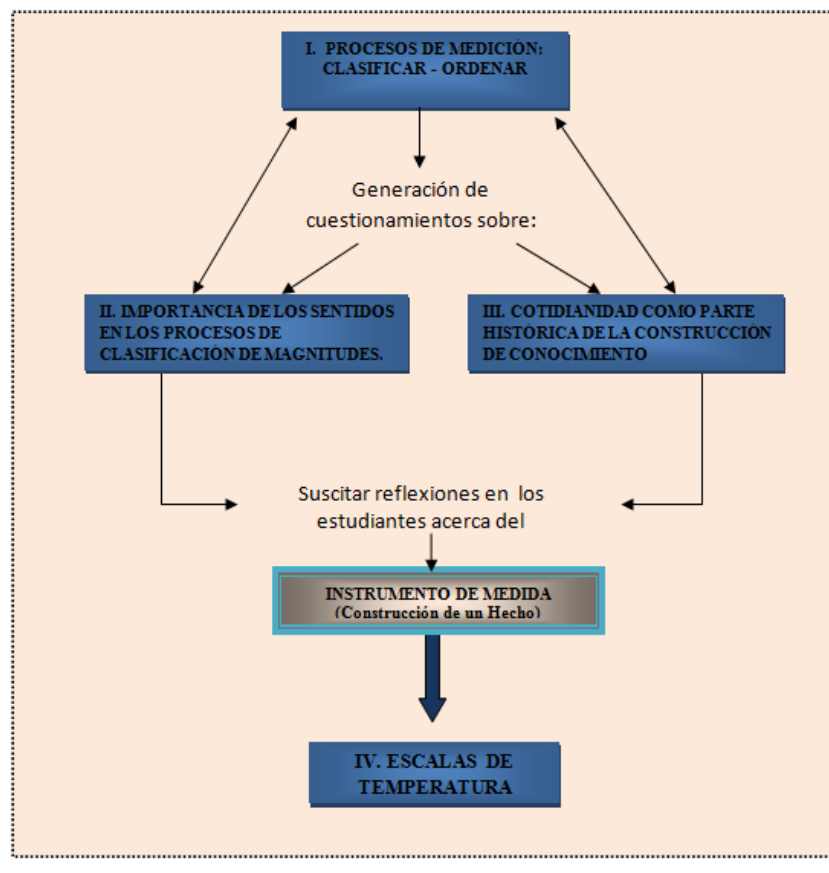 I. PROCESOS DE MEDICIÓN:
CLASIFICAR - ORDENAR
Generación de
cuestionamientos sobre:
II. IMPORTANCIA DE LOS SENTIDOS
EN LOS PROCESOS DE
CLASIFICACIÓN DE MAGNITUDES.
III. COTIDIANIDAD COMO PARTE
HISTÓRICA DE LA CONSTRUCCIÓN
DE CONOCIMIENTO
Suscitar reflexiones en los
estudiantes acerca del
INSTRUMENTO DE MEDIDA
(Construcción de un Hecho)
IV. ESCALAS DE
TEMPERATURA